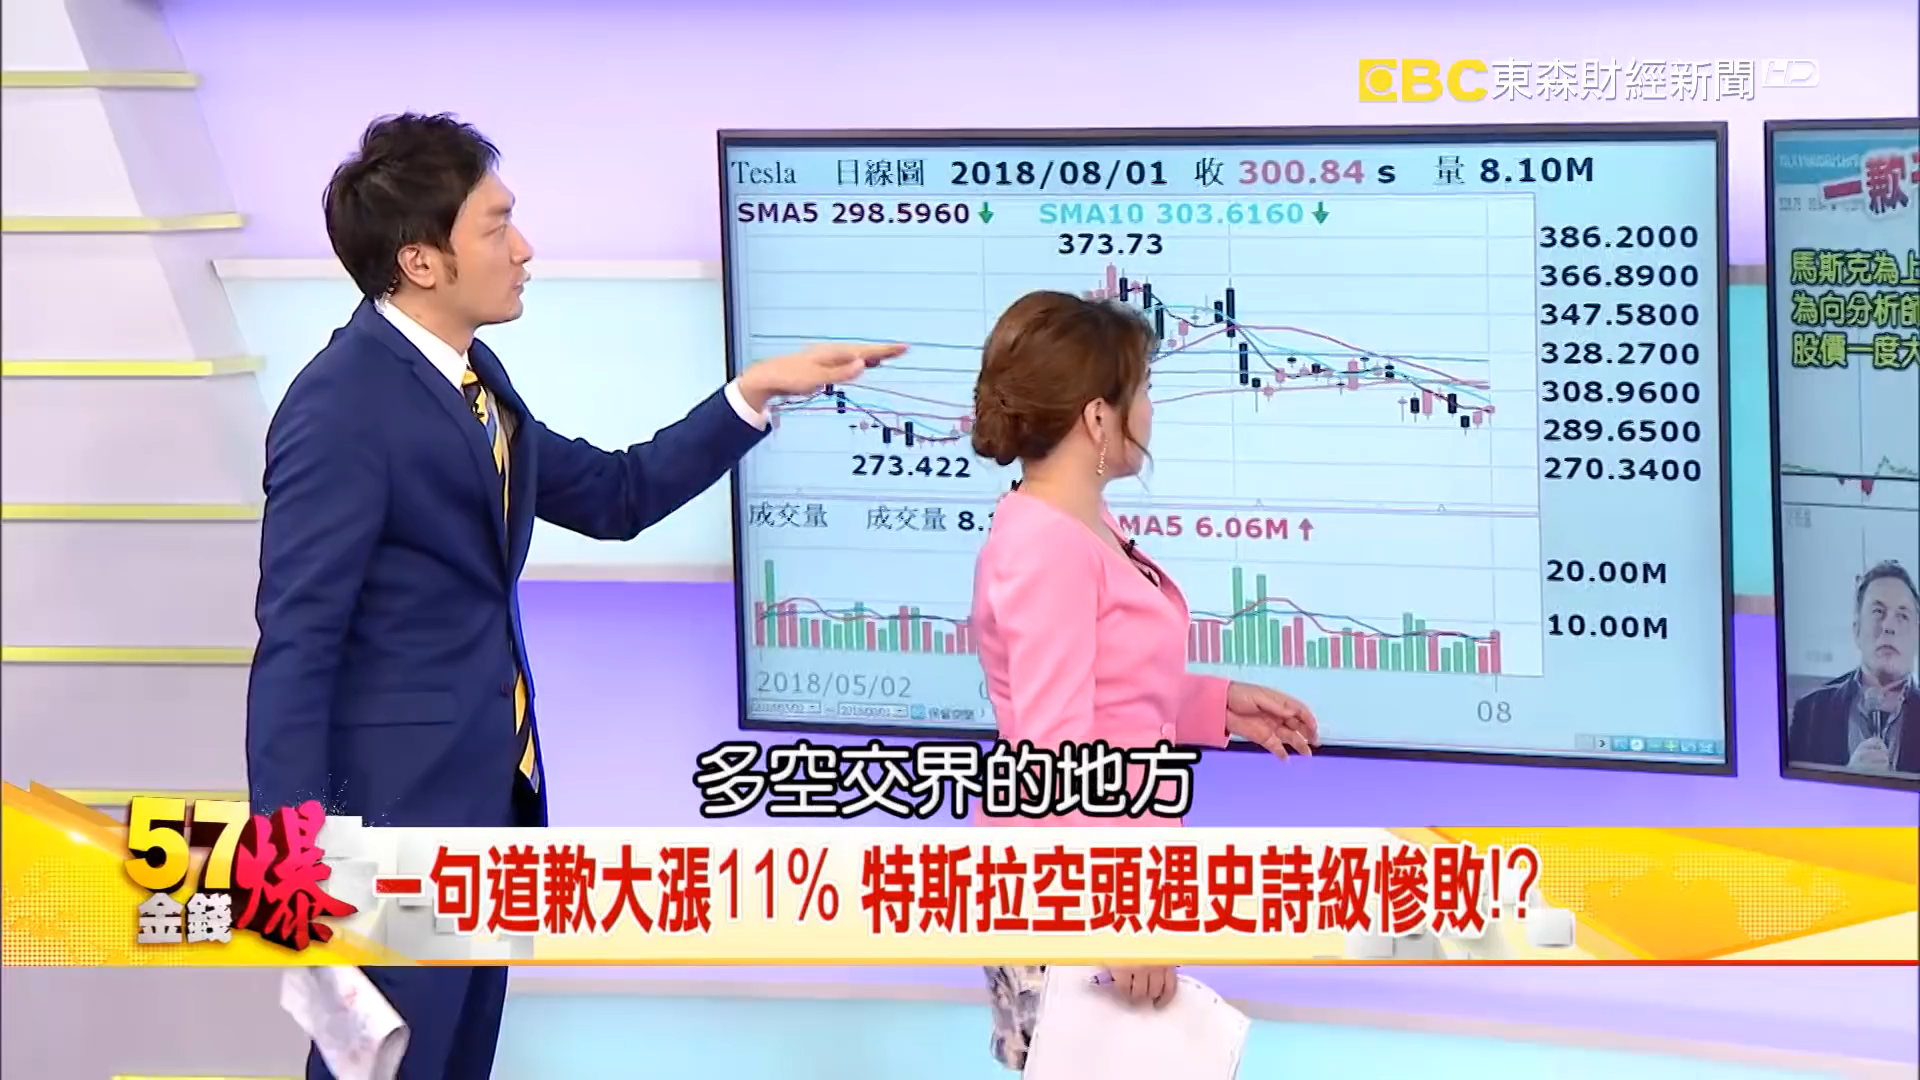 EBC 東森財經新聞 HD
Tesla 日線圖 2018/08/01 收 300.84 s 量 8.10M
SMA5 298.5960 ↓ SMA10 303.6160 ↓
373.73
386.2000
366.8900
347.5800
328.2700
308.9600
289.6500
270.3400
273.422
成交量 成交量 8.
MA5 6.06M ↑
20.00M
10.00M
2018/05/02
08
一歉
馬斯克為上
為向分析師
股價一度大
多空交界的地方
57金錢爆
一句道歉大漲11% 特斯拉空頭遇史詩級慘敗!?